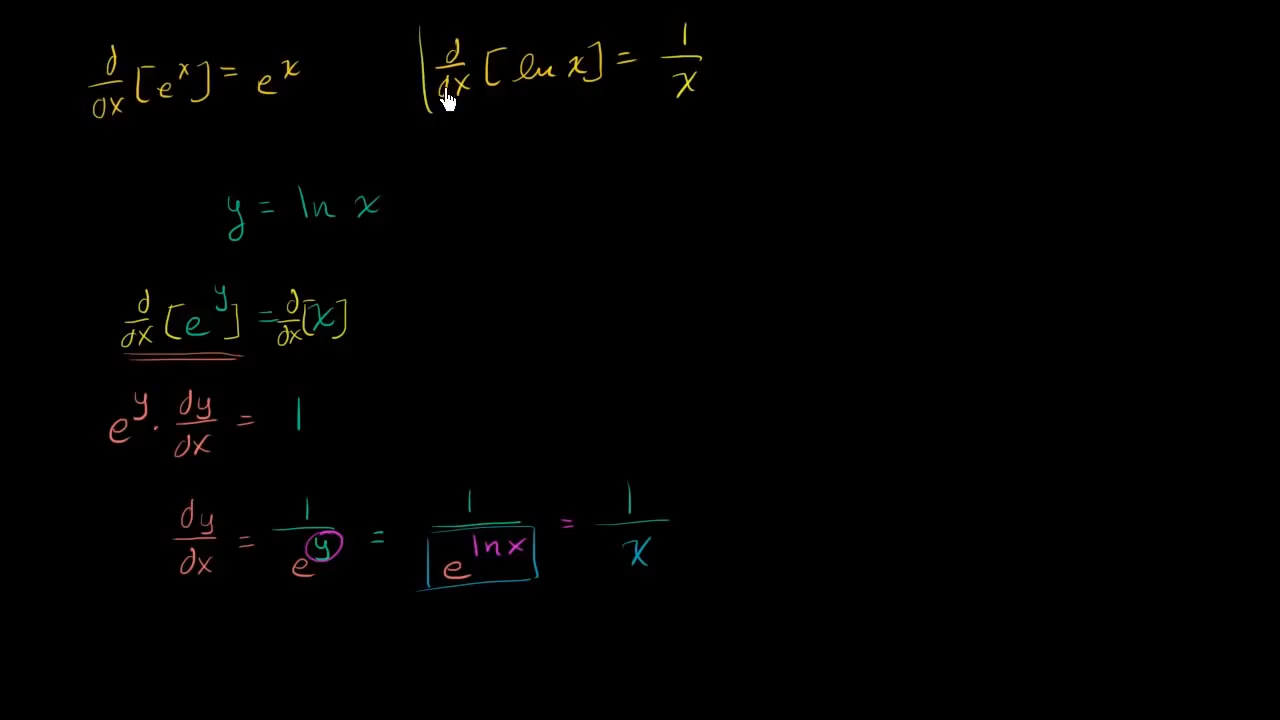 d/dx [e^x] = e^x
d/dx [ln x] = 1/x
y = ln x
d/dx [e^y] = d/dx [x]
e^y · dy/dx = 1
dy/dx = 1/e^y = 1/e^(ln x) = 1/x